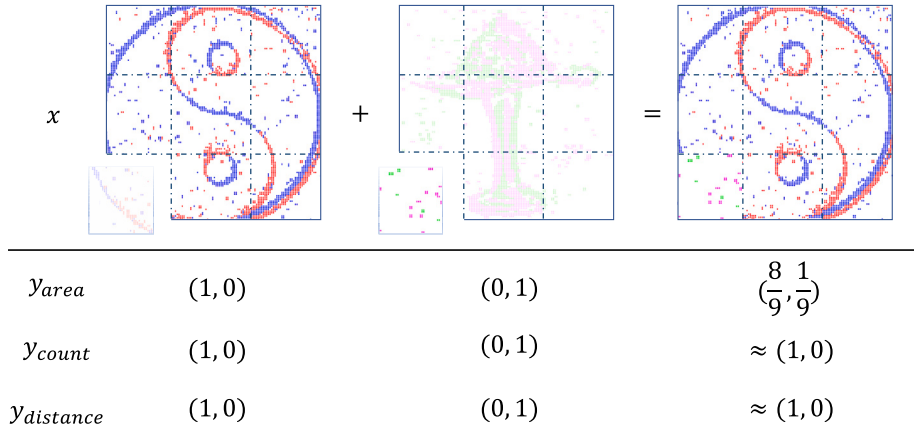 x + =
y_area (1, 0) (0, 1) (8/9, 1/9)
y_count (1, 0) (0, 1) ≈ (1, 0)
y_distance (1, 0) (0, 1) ≈ (1, 0)